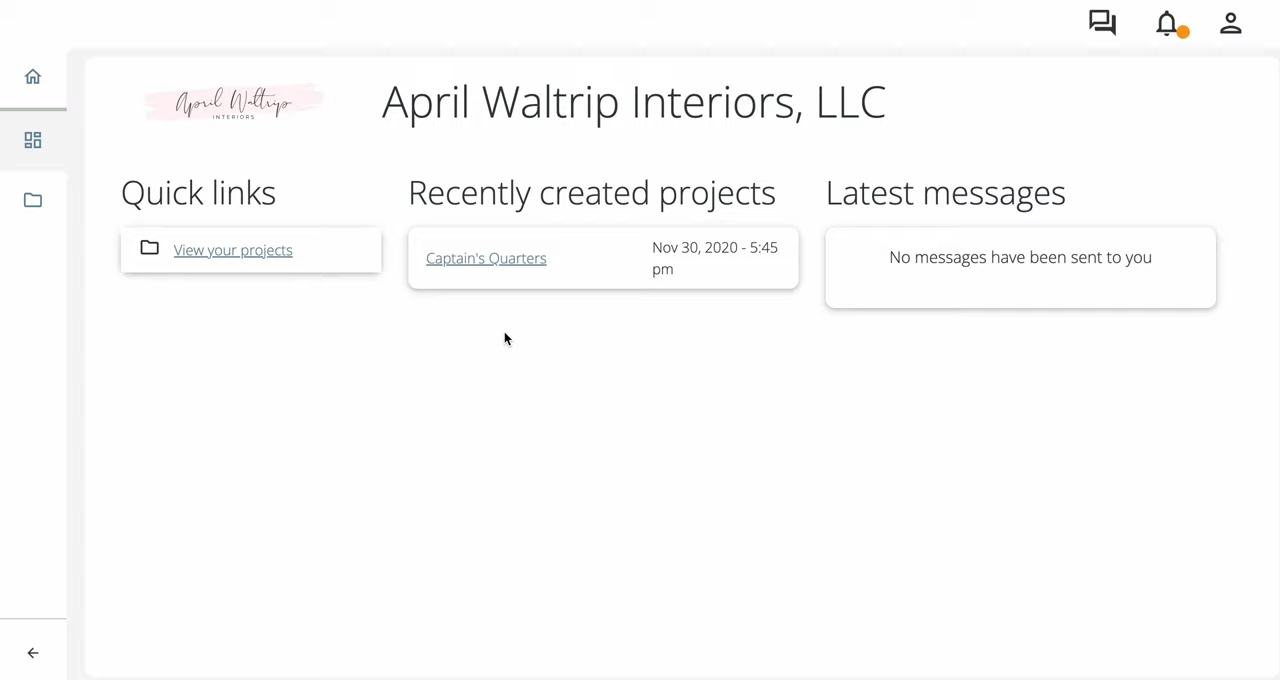 April Waltrip
INTERIORS
April Waltrip Interiors, LLC
Quick links
View your projects
Recently created projects
Captain's Quarters
Nov 30, 2020 - 5:45
pm
Latest messages
No messages have been sent to you